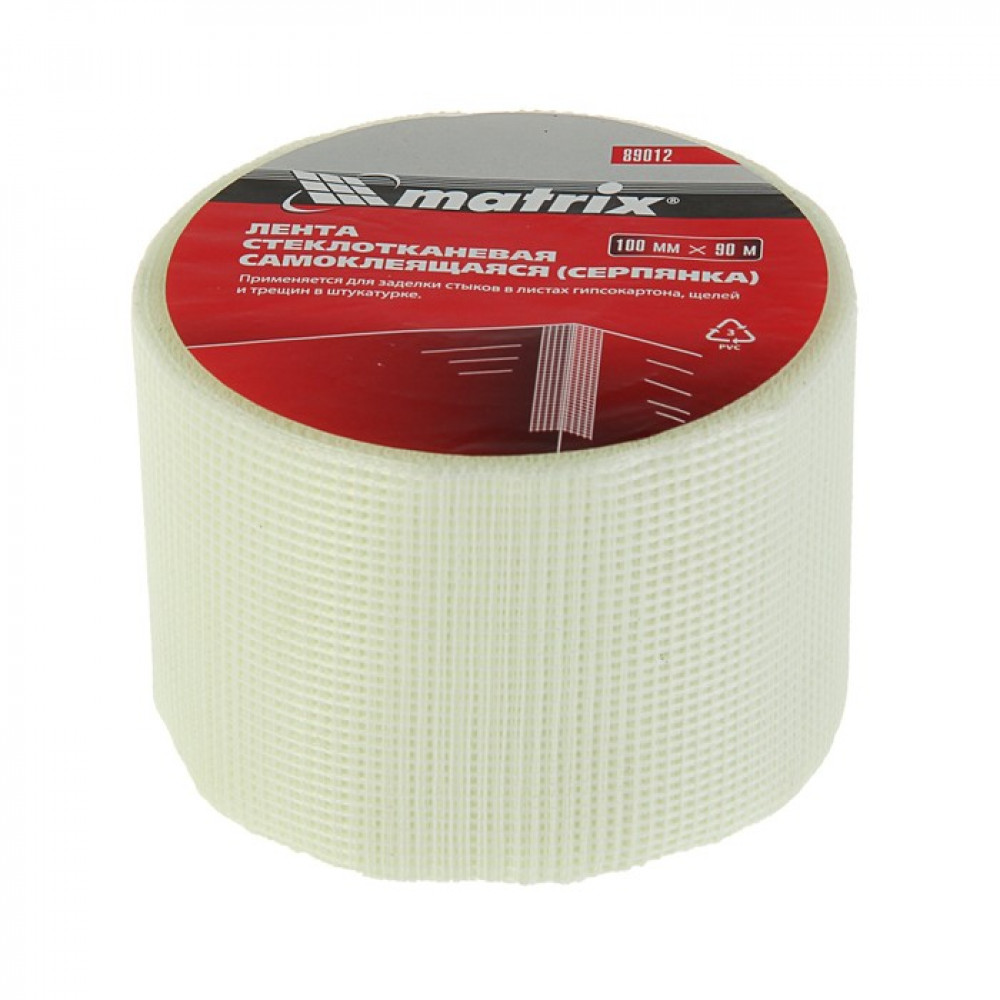 89012
matrix®
ЛЕНТА
СТЕКЛОТКАНЕВАЯ
САМОКЛЕЯЩАЯСЯ (СЕРПЯНКА)
100 мм × 90 м
Применяется для заделки стыков в листах гипсокартона, щелей
и трещин в штукатурке.
3
PVC